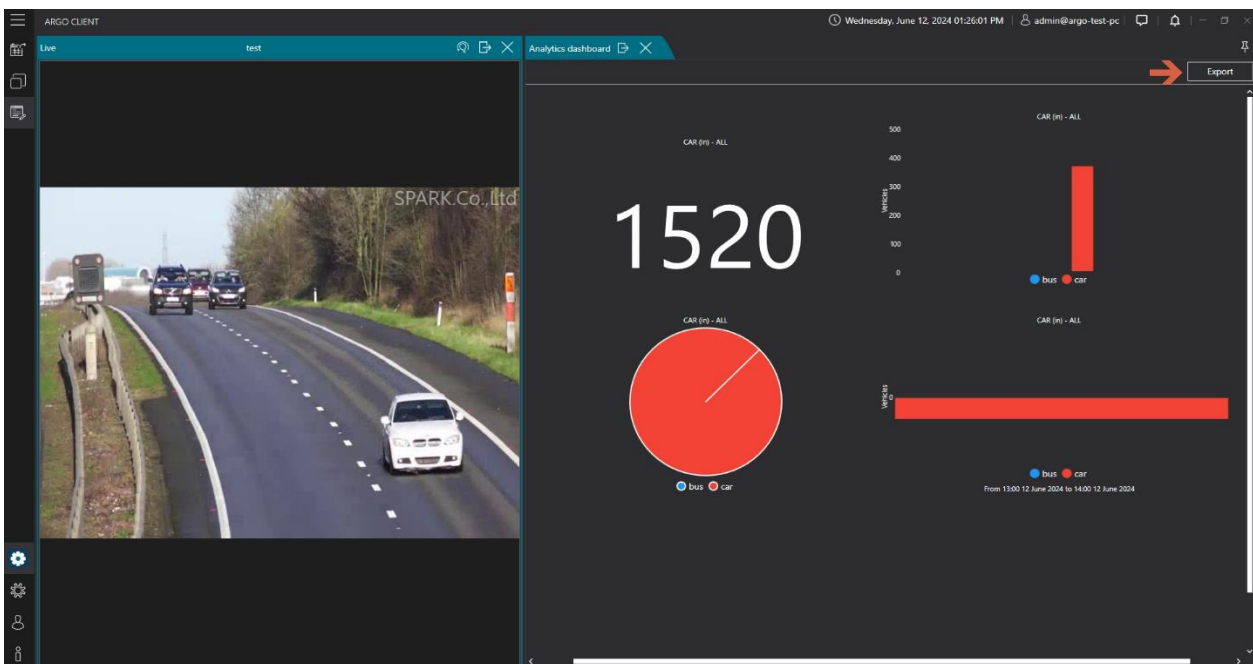 ARGO CLIENT
Wednesday, June 12, 2024 01:26:01 PM
admin@argo-test-pc
Live
test
Analytics dashboard
Export
SPARK.Co.,Ltd
CAR (in) - ALL
1520
CAR (in) - ALL
500
400
300
200
100
0
Vehicles
bus
car
CAR (in) - ALL
bus
car
CAR (in) - ALL
Vehicles
0
bus
car
From 13:00 12 June 2024 to 14:00 12 June 2024